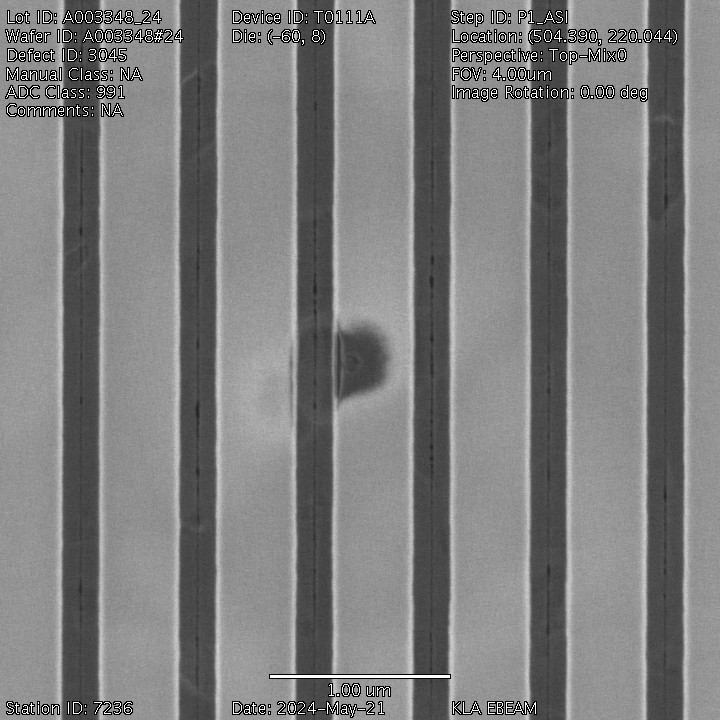 Lot ID: A003348_24
Device ID: T0111A
Step ID: P1_ASI
Wafer ID: A003348#24
Die: (-60, 8)
Location: (504.390, 220.044)
Defect ID: 3045
Perspective: Top-Mix0
Manual Class: NA
FOV: 4.00um
ADC Class: 991
Image Rotation: 0.00 deg
Comments: NA
1.00 um
Station ID: 7236
Date: 2024-May-21
KLA EBEAM